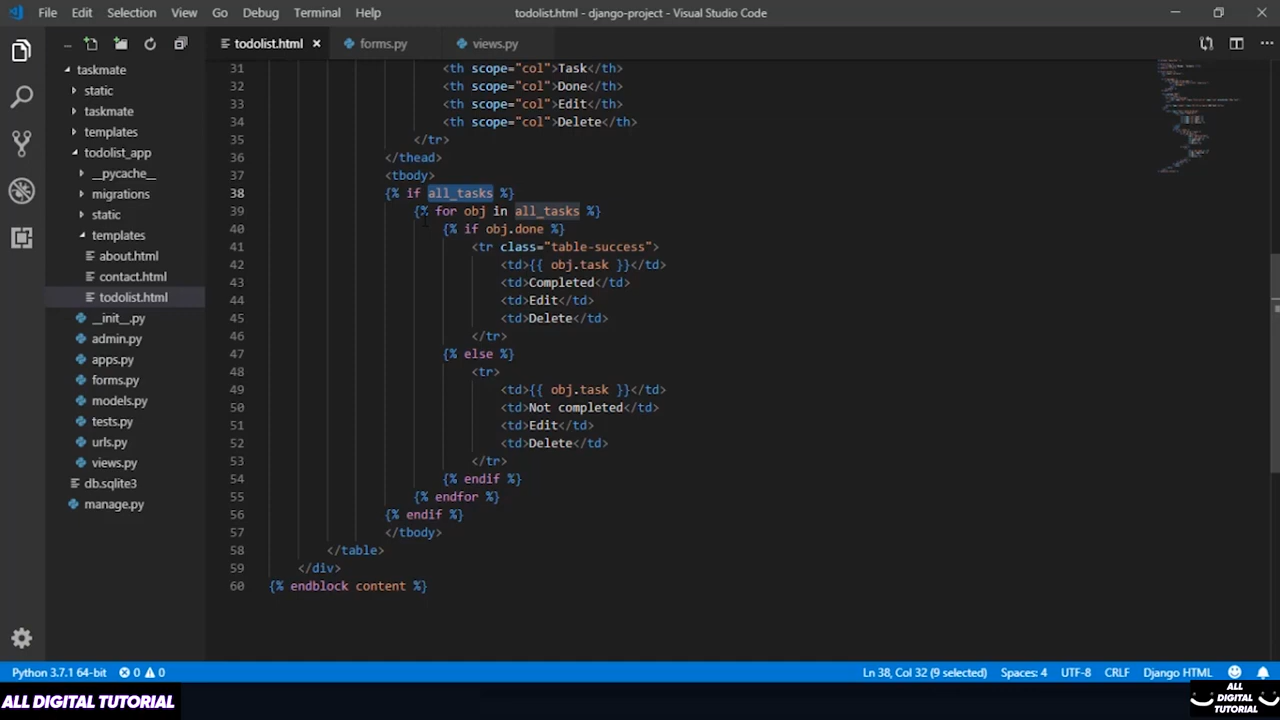 File Edit Selection View Go Debug Terminal Help todolist.html - django-project - Visual Studio Code
... todolist.html × forms.py views.py ...
taskmate
static
taskmate
templates
todolist_app
__pycache__
migrations
static
templates
about.html
contact.html
todolist.html
__init__.py
admin.py
apps.py
forms.py
models.py
tests.py
urls.py
views.py
db.sqlite3
manage.py
31 <th scope="col">Task</th>
32 <th scope="col">Done</th>
33 <th scope="col">Edit</th>
34 <th scope="col">Delete</th>
35 </tr>
36 </thead>
37 <tbody>
38 {% if all_tasks %}
39 {% for obj in all_tasks %}
40 {% if obj.done %}
41 <tr class="table-success">
42 <td>{{ obj.task }}</td>
43 <td>Completed</td>
44 <td>Edit</td>
45 <td>Delete</td>
46 </tr>
47 {% else %}
48 <tr>
49 <td>{{ obj.task }}</td>
50 <td>Not completed</td>
51 <td>Edit</td>
52 <td>Delete</td>
53 </tr>
54 {% endif %}
55 {% endfor %}
56 {% endif %}
57 </tbody>
58 </table>
59 </div>
60 {% endblock content %}
Python 3.7.1 64-bit 0 0 Ln 38, Col 32 (9 selected) Spaces: 4 UTF-8 CRLF Django HTML
ALL DIGITAL TUTORIAL
ALL
DIGITAL
TUTORIAL